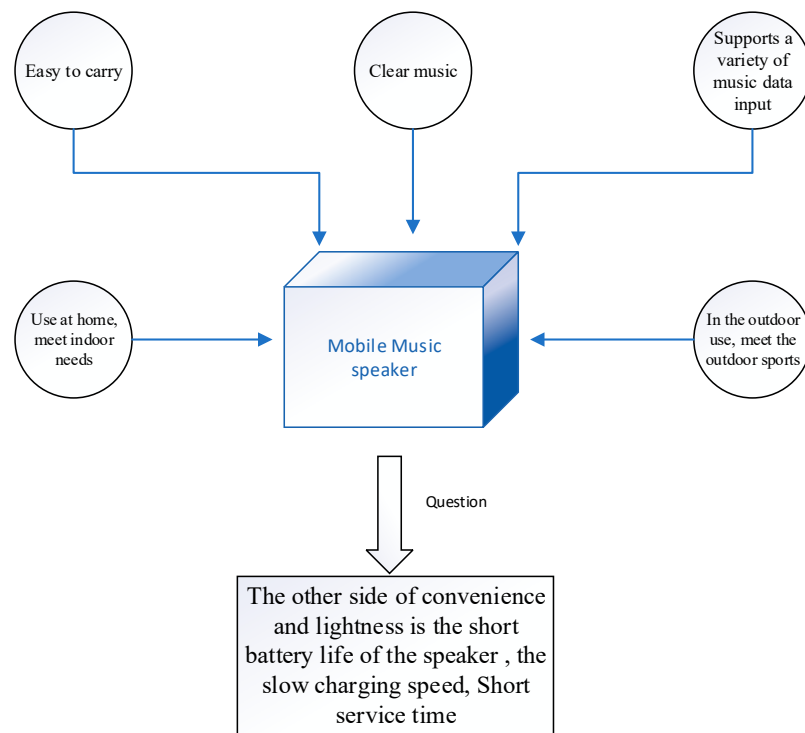 Easy to carry
Clear music
Supports a
variety of
music data
input
Use at home,
meet indoor
needs
Mobile Music
speaker
In the outdoor
use, meet the
outdoor sports
Question
The other side of convenience
and lightness is the short
battery life of the speaker , the
slow charging speed, Short
service time